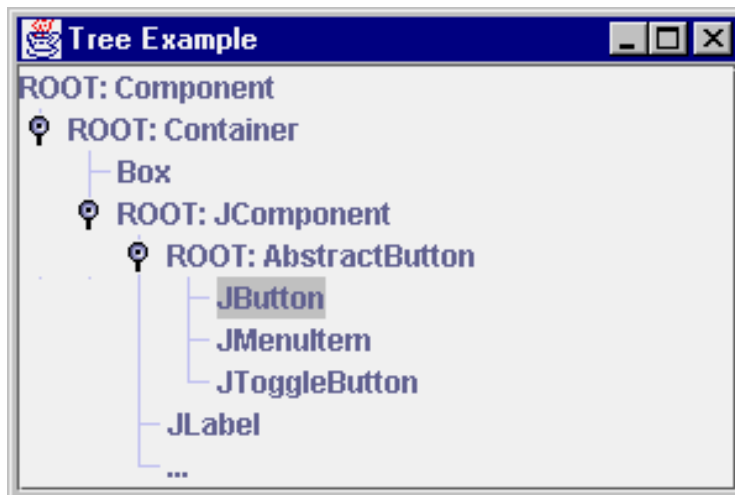 Tree Example
ROOT: Component
ROOT: Container
Box
ROOT: JComponent
ROOT: AbstractButton
JButton
JMenuItem
JToggleButton
JLabel
...